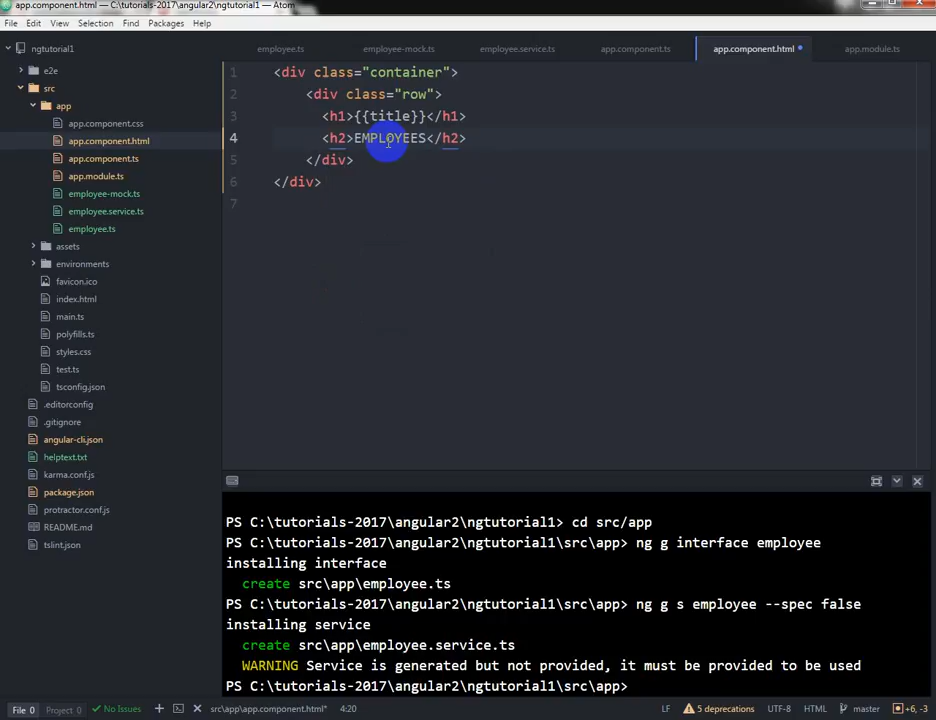 app.component.html — C:\tutorials-2017\angular2\ngtutorial1 — Atom
File Edit View Selection Find Packages Help
ngtutorial1
e2e
src
app
app.component.css
app.component.html
app.component.ts
app.module.ts
employee-mock.ts
employee.service.ts
employee.ts
assets
environments
favicon.ico
index.html
main.ts
polyfills.ts
styles.css
test.ts
tsconfig.json
.editorconfig
.gitignore
angular-cli.json
helptext.txt
karma.conf.js
package.json
protractor.conf.js
README.md
tslint.json
employee.ts employee-mock.ts employee.service.ts app.component.ts app.component.html app.module.ts
1 <div class="container">
2 <div class="row">
3 <h1>{{title}}</h1>
4 <h2>EMPLOYEES</h2>
5 </div>
6 </div>
7
PS C:\tutorials-2017\angular2\ngtutorial1> cd src/app
PS C:\tutorials-2017\angular2\ngtutorial1\src\app> ng g interface employee
installing interface
create src\app\employee.ts
PS C:\tutorials-2017\angular2\ngtutorial1\src\app> ng g s employee --spec false
installing service
create src\app\employee.service.ts
WARNING Service is generated but not provided, it must be provided to be used
PS C:\tutorials-2017\angular2\ngtutorial1\src\app>
File 0 Project 0 No Issues src\app\app.component.html* 4:20 LF 5 deprecations UTF-8 HTML master +6, -3